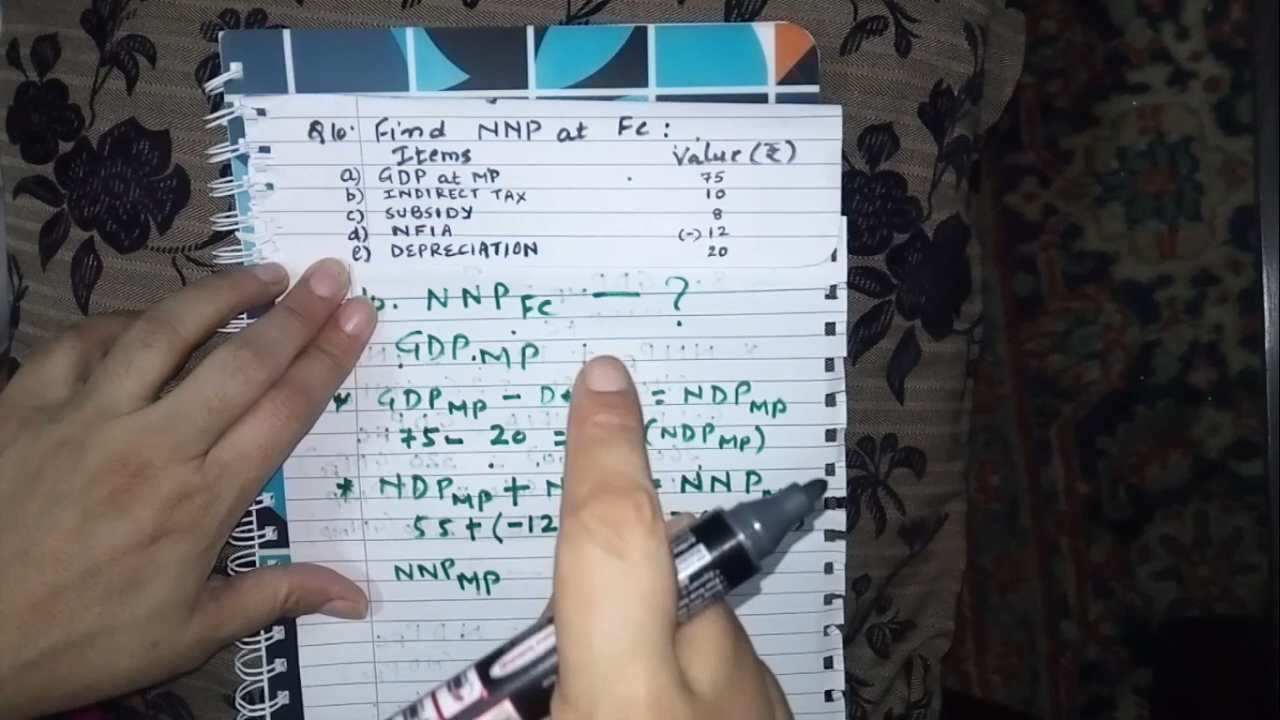 Q16. Find NNP at Fc :
Items Value (₹)
a) GDP at MP 75
b) INDIRECT TAX 10
c) SUBSIDY 8
d) NFIA (-) 12
e) DEPRECIATION 20
NNP FC — ?
GDP MP
* GDP MP - = NDP MP
75 - 20 = (NDP MP)
* NDP MP + = NNP
55 + (-12
NNP MP